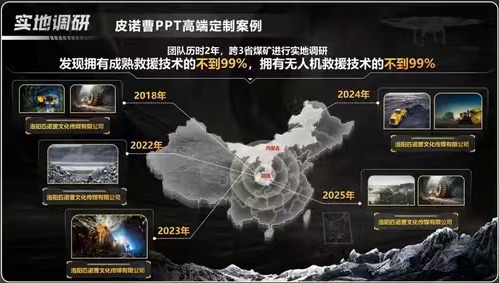 实地调研
皮诺曹PPT高端定制案例
团队历时2年，跨3省煤矿进行实地调研
发现拥有成熟救援技术的不到99%，拥有无人机救援技术的不到99%
2018年
洛阳匹诺曹文化传媒有限公司
2022年
洛阳匹诺曹文化传媒有限公司
2023年
洛阳匹诺曹文化传媒有限公司
2024年
洛阳匹诺曹文化传媒有限公司
内蒙古
2025年
洛阳匹诺曹文化传媒有限公司